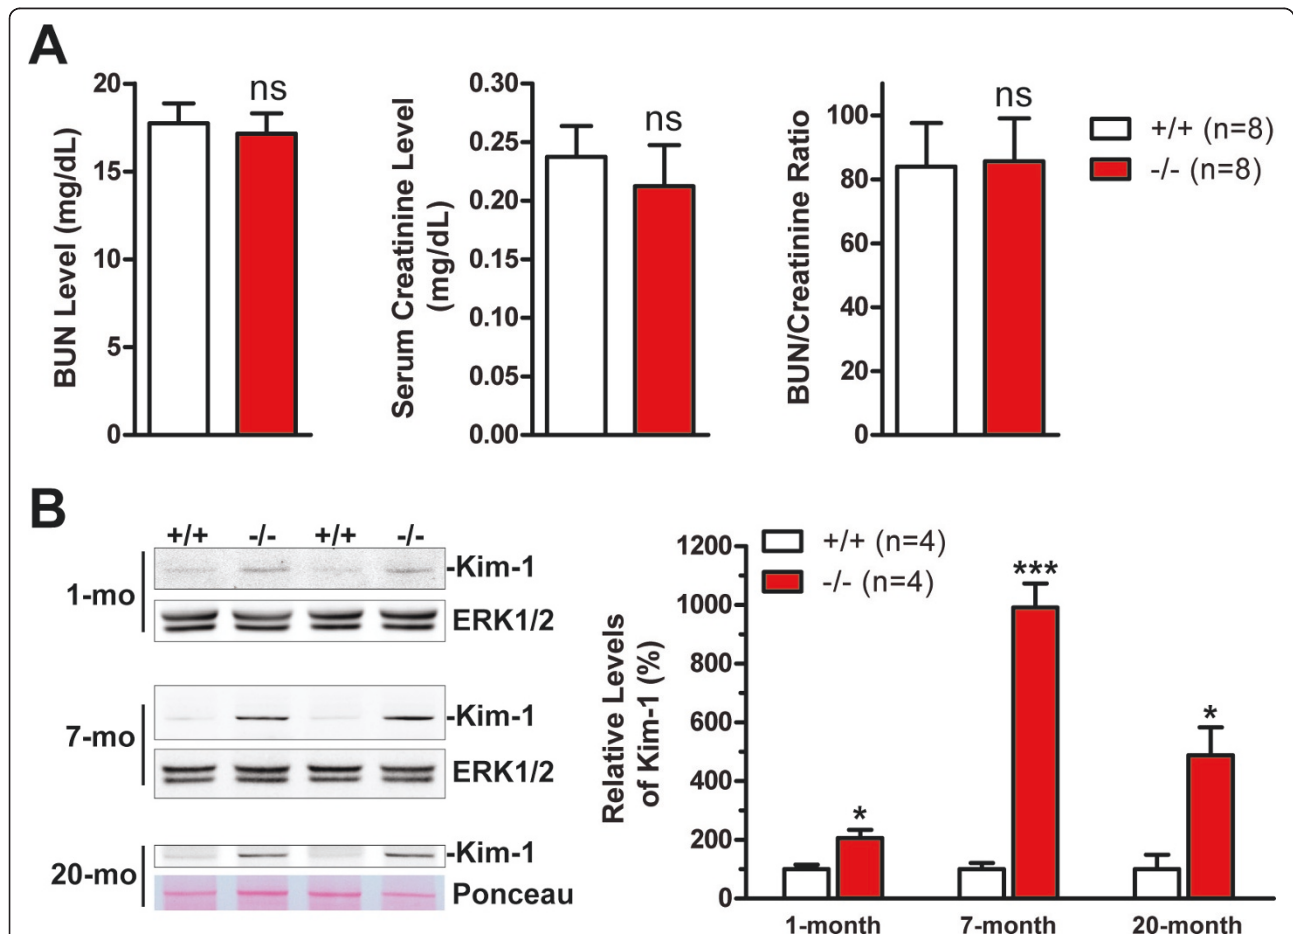 A
BUN Level (mg/dL)
20
15
10
5
0
ns
Serum Creatinine Level
(mg/dL)
0.30
0.25
0.20
0.15
0.10
0.05
0.00
ns
BUN/Creatinine Ratio
100
80
60
40
20
0
ns
+/+ (n=8)
-/- (n=8)
B
+/+ -/- +/+ -/-
1-mo
-Kim-1
ERK1/2
7-mo
-Kim-1
ERK1/2
20-mo
-Kim-1
Ponceau
Relative Levels
of Kim-1 (%)
1200
1000
800
600
400
200
0
+/+ (n=4)
-/- (n=4)
*
***
*
1-month 7-month 20-month